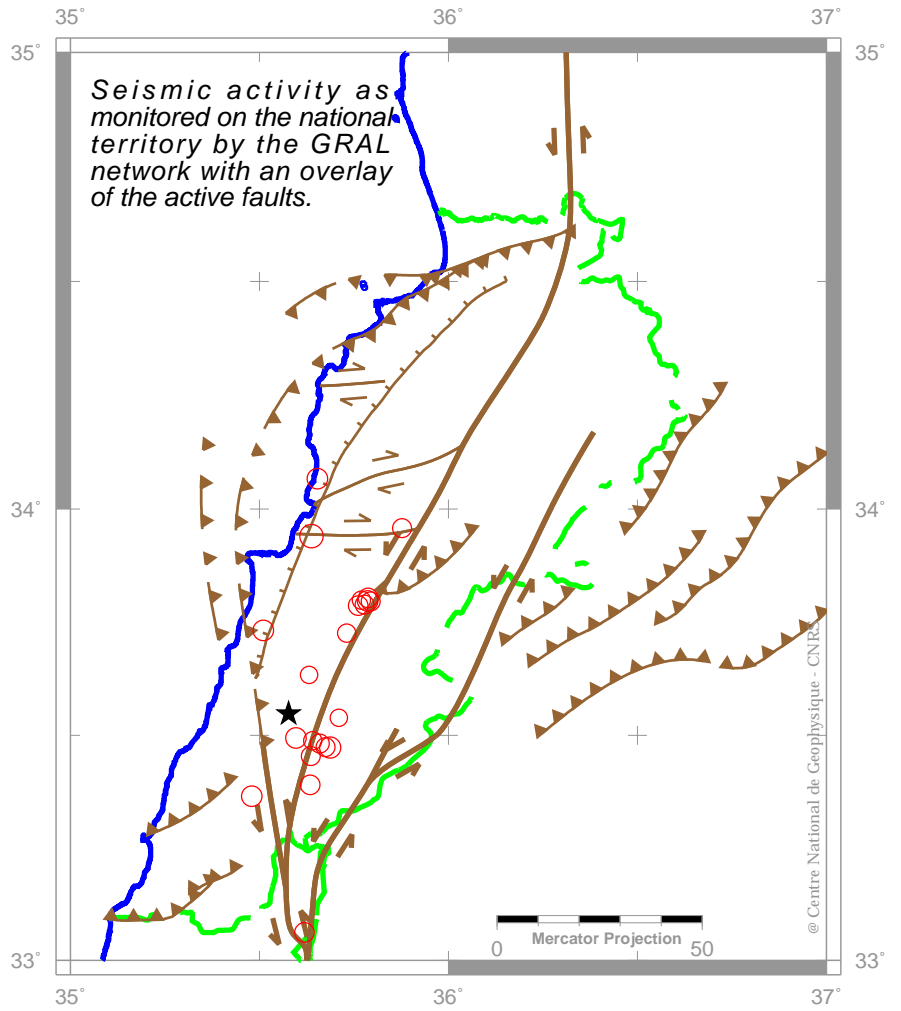 35°
36°
37°
35°
35°
Seismic activity as
monitored on the national
territory by the GRAL
network with an overlay
of the active faults.
34°
34°
@ Centre National de Geophysique - CNRS
Mercator Projection
0
50
33°
33°
35°
36°
37°